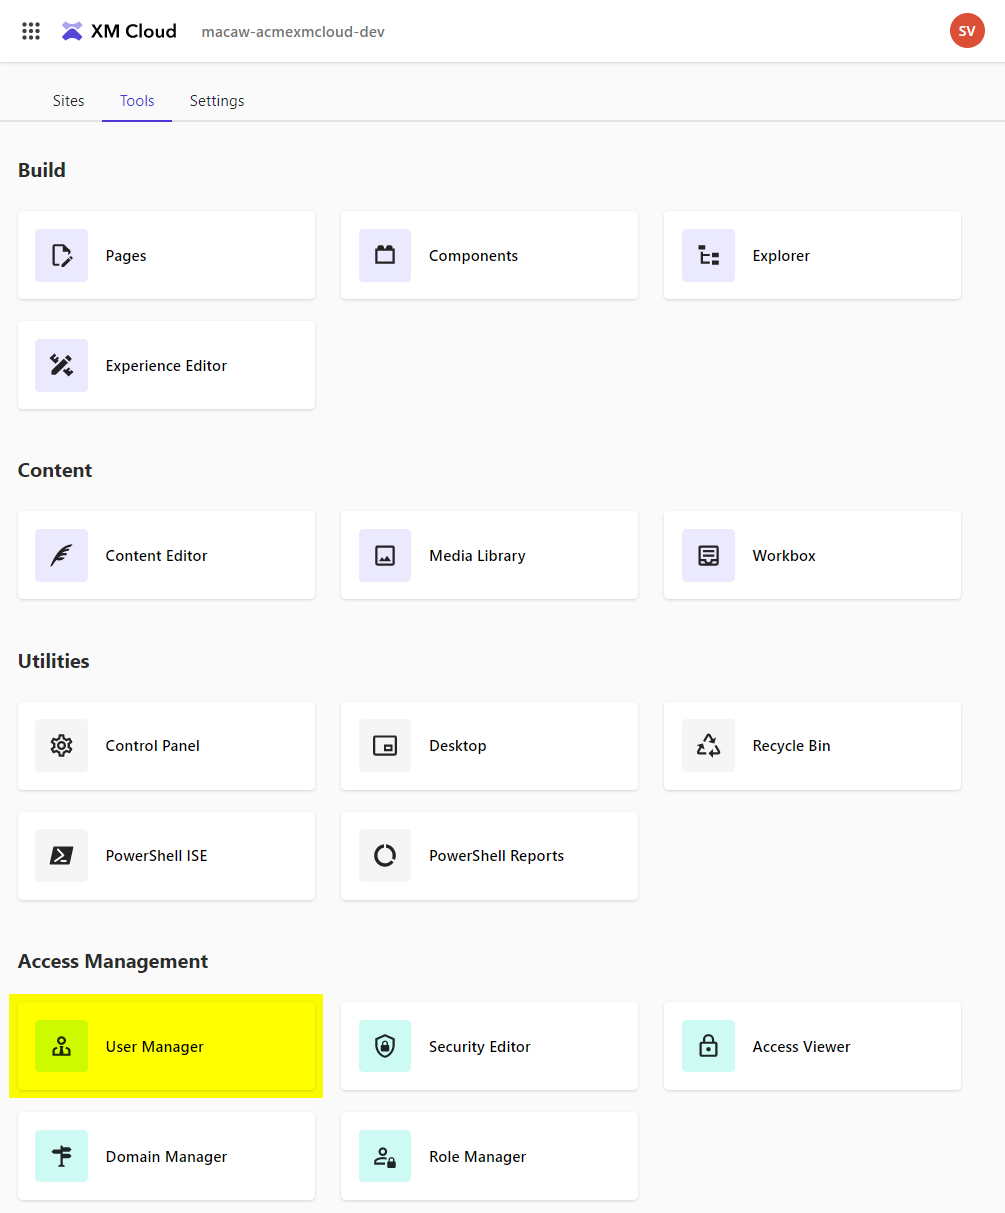 XM Cloud macaw-acmexmcloud-dev SV
Sites Tools Settings
Build
Pages Components Explorer
Experience Editor
Content
Content Editor Media Library Workbox
Utilities
Control Panel Desktop Recycle Bin
PowerShell ISE PowerShell Reports
Access Management
User Manager Security Editor Access Viewer
Domain Manager Role Manager